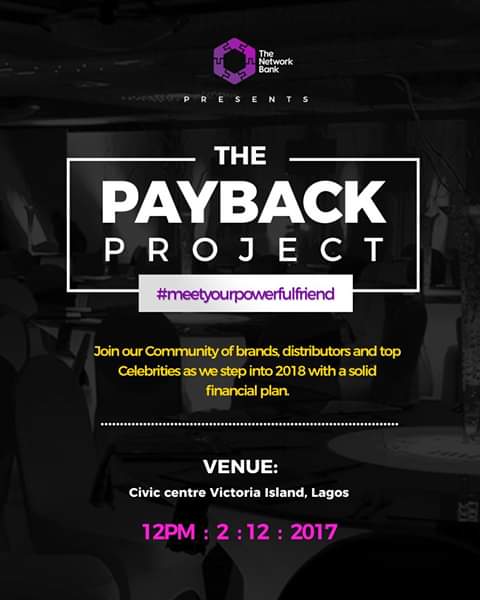 The
Network
Bank
PRESENTS
THE
PAYBACK
PROJECT
#meetyourpowerfulfriend
Join our Community of brands, distributors and top
Celebrities as we step into 2018 with a solid
financial plan.
VENUE:
Civic centre Victoria Island, Lagos
12PM : 2 : 12 : 2017